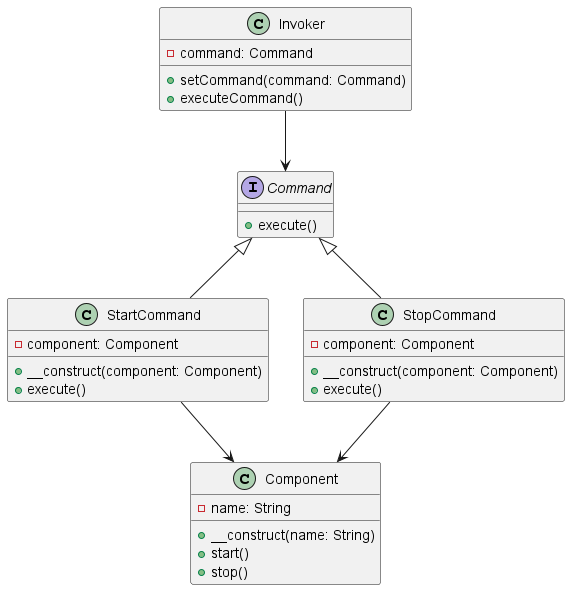 C Invoker
command: Command
setCommand(command: Command)
executeCommand()
I Command
execute()
C StartCommand
component: Component
__construct(component: Component)
execute()
C StopCommand
component: Component
__construct(component: Component)
execute()
C Component
name: String
__construct(name: String)
start()
stop()